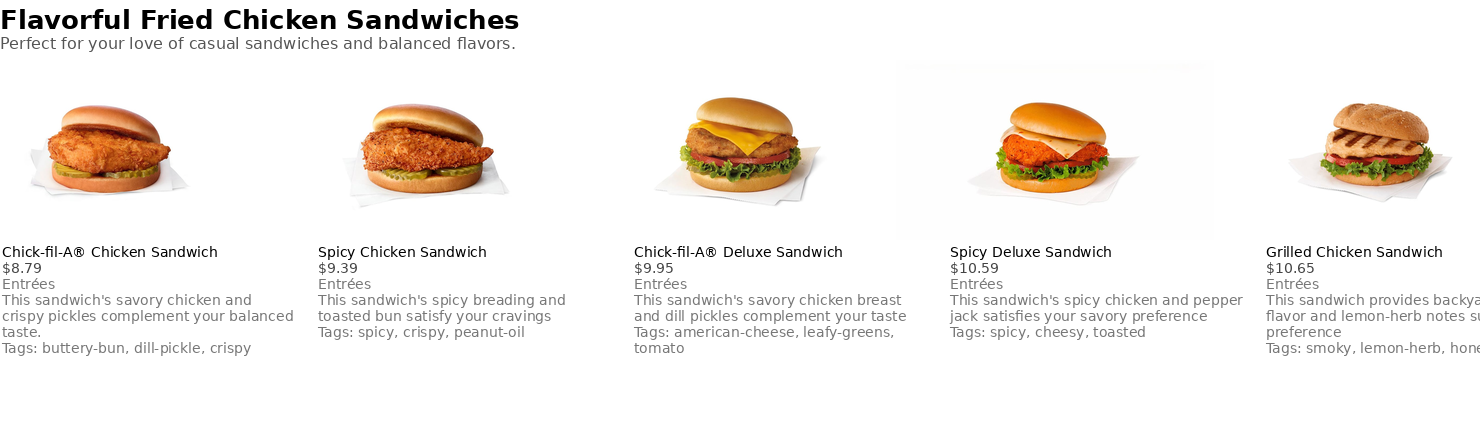 Flavorful Fried Chicken Sandwiches
Perfect for your love of casual sandwiches and balanced flavors.
Chick-fil-A® Chicken Sandwich
$8.79
Entrées
This sandwich's savory chicken and
crispy pickles complement your balanced
taste.
Tags: buttery-bun, dill-pickle, crispy
Spicy Chicken Sandwich
$9.39
Entrées
This sandwich's spicy breading and
toasted bun satisfy your cravings
Tags: spicy, crispy, peanut-oil
Chick-fil-A® Deluxe Sandwich
$9.95
Entrées
This sandwich's savory chicken breast
and dill pickles complement your taste
Tags: american-cheese, leafy-greens,
tomato
Spicy Deluxe Sandwich
$10.59
Entrées
This sandwich's spicy chicken and pepper
jack satisfies your savory preference
Tags: spicy, cheesy, toasted
Grilled Chicken Sandwich
$10.65
Entrées
This sandwich provides
flavor and lemon-herb notes
preference
Tags: smoky, lemon-herb,